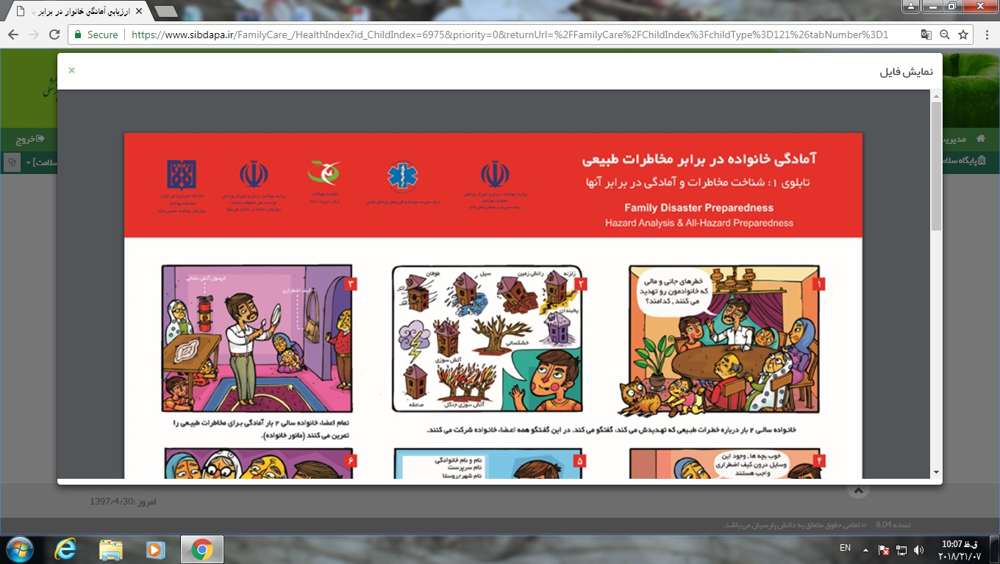 ارزیابی آمادگی خانوار در برابر
Secure
https://www.sibdapa.ir/FamilyCare_/HealthIndex?id_ChildIndex=6975&priority=0&returnUrl=%2FFamilyCare%2FChildIndex%3FchildType%3D121%26tabNumber%3D1
نمایش فایل
×
مدیریت
خروج
پایگاه سلامت
سلامت]
آمادگی خانواده در برابر مخاطرات طبیعی
تابلوی ۱: شناخت مخاطرات و آمادگی در برابر آنها
Family Disaster Preparedness
Hazard Analysis & All-Hazard Preparedness
۱
خطرهای جانی و مالی
که خانوادمون رو تهدید
می کنند , کدامند؟
۲
زلزله
رانش زمین
سیل
طوفان
یخبندان
خشکسالی
آتش سوزی
آتش سوزی جنگل
صاعقه
خانواده سالی ۲ بار درباره خطرات طبیعی که تهدیدش می کند، گفتگو می کند. در این گفتگو همه اعضاء خانواده شرکت می کنند.
۳
کپسول آتش نشانی
کیف اضطراری
تمام اعضاء خانواده سالی ۲ بار آمادگی برای مخاطرات طبیعی را
تمرین می کنند (مانور خانواده).
۴
خوب بچه ها , وجود این
وسایل درون کیف اضطراری
واجب هستند
۵
نام و نام خانوادگی
نام سرپرست
نام شهر/روستا
۶
امروز :1397/4/30
نسخه 8.04 © تمامی حقوق متعلق به دانش پارسیان می باشد.
EN
10:07 ق.ظ
۲۰۱۸/۲۱/۰۷